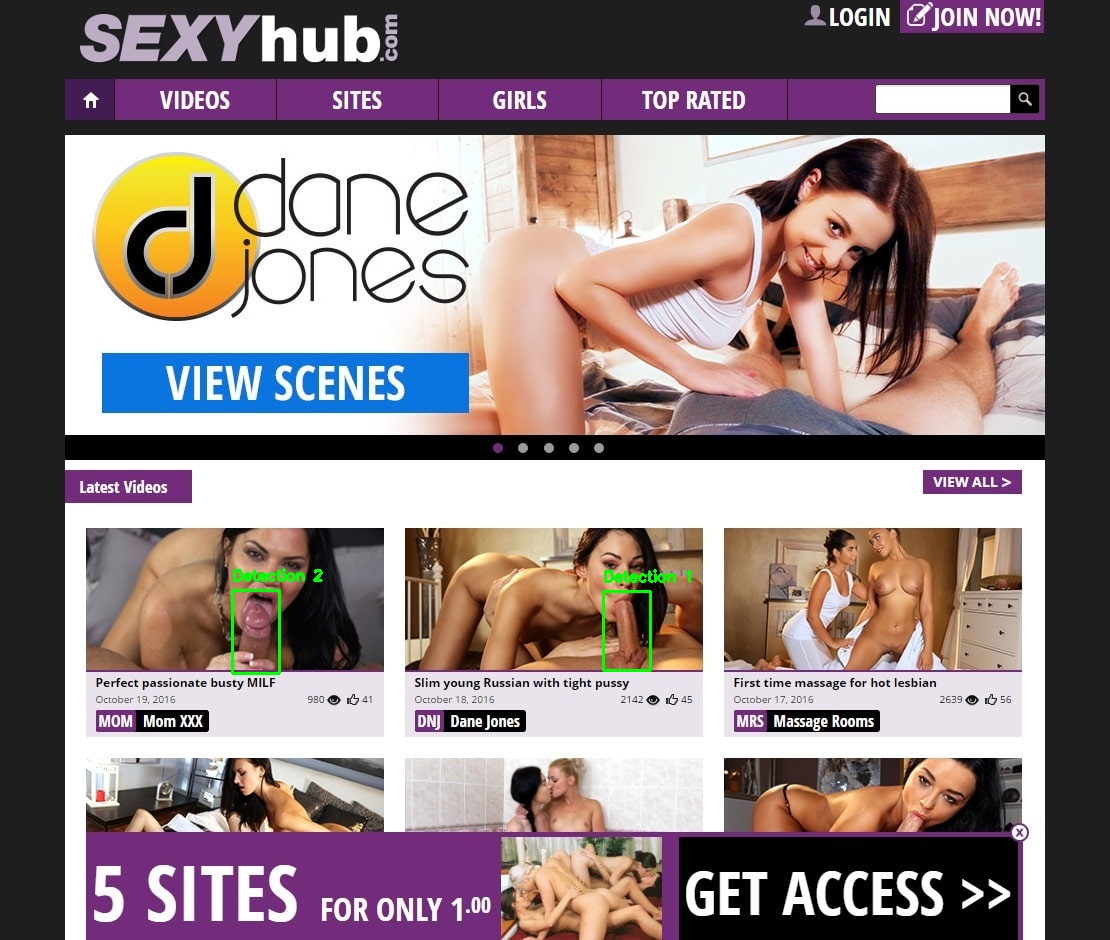 SEXYhub.com
LOGIN
JOIN NOW!
VIDEOS
SITES
GIRLS
TOP RATED
d
dane
jones
VIEW SCENES
Latest Videos
VIEW ALL >
Detection 2
Detection 1
Perfect passionate busty MILF
October 19, 2016 980 41
MOM Mom XXX
Slim young Russian with tight pussy
October 18, 2016 2142 45
DNJ Dane Jones
First time massage for hot lesbian
October 17, 2016 2639 56
MRS Massage Rooms
x
5 SITES FOR ONLY 1.00
GET ACCESS >>